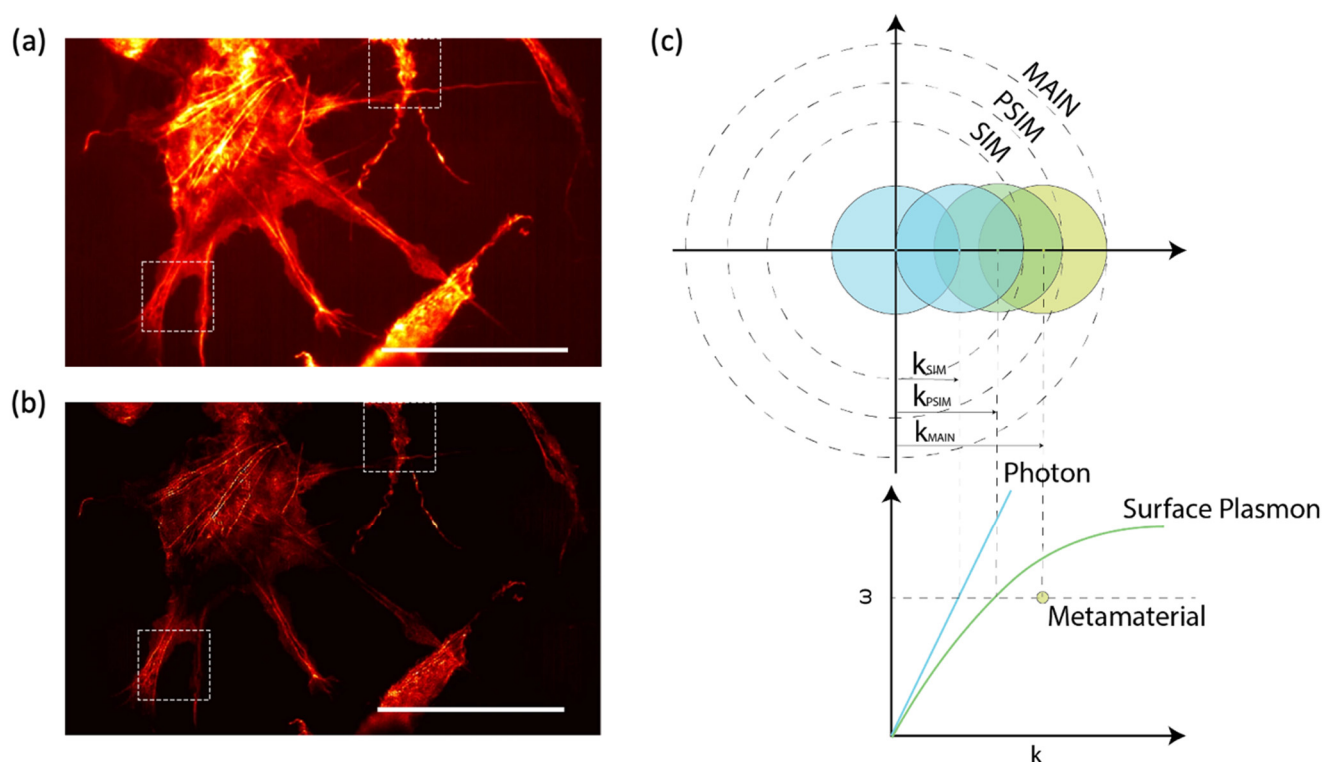 (a)
(b)
(c)
MAIN
PSIM
SIM
kSIM
kPSIM
kMAIN
Photon
Surface Plasmon
ω
Metamaterial
k